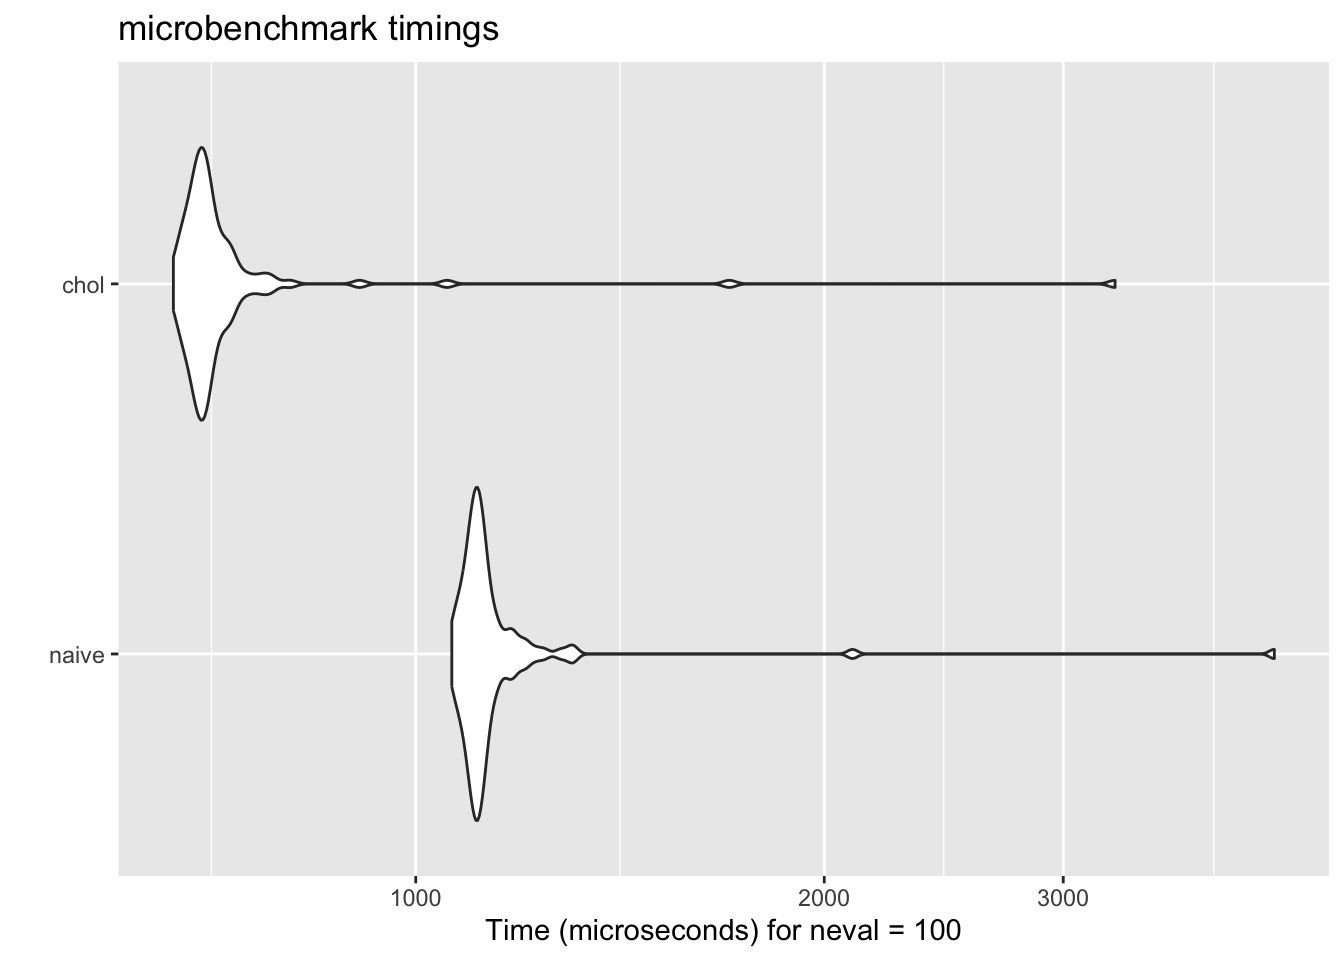 microbenchmark timings
chol
naive
1000 2000 3000
Time (microseconds) for neval = 100